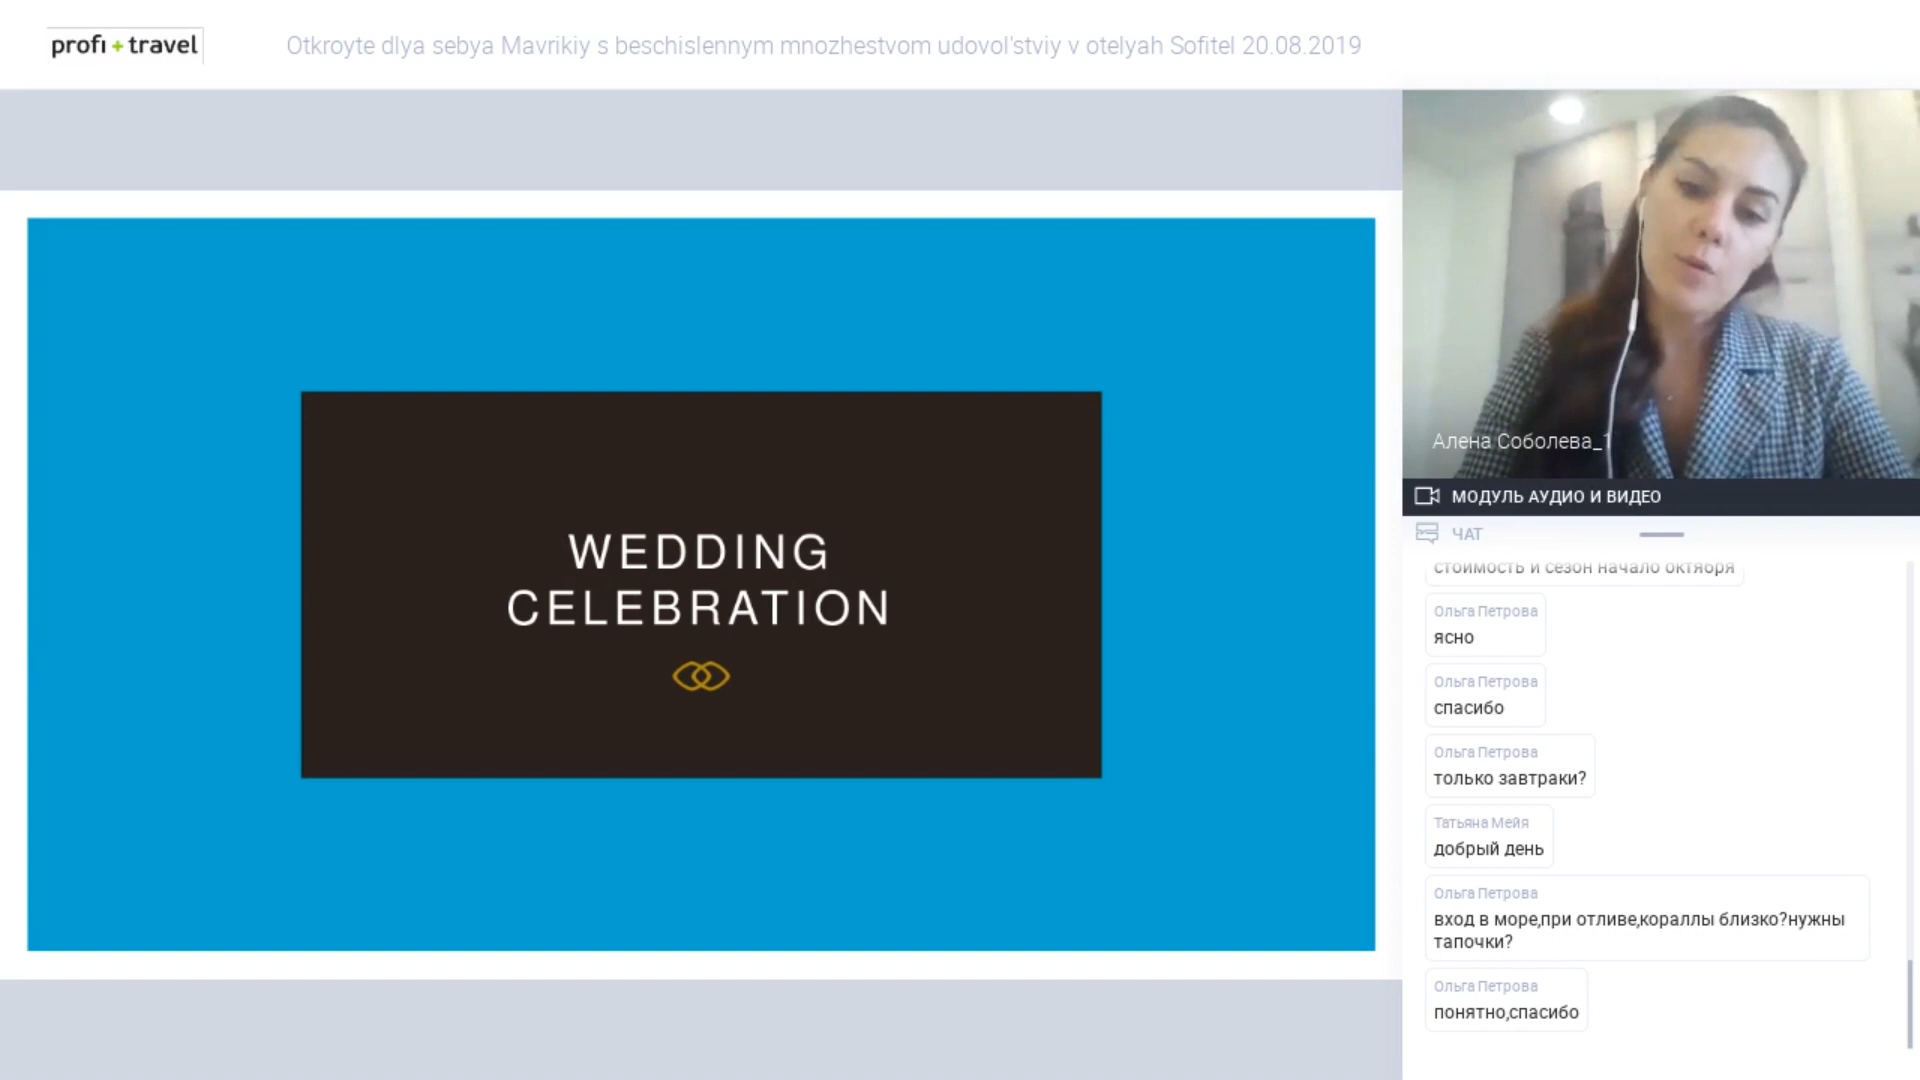 profi + travel
Otkroyte dlya sebya Mavrikiy s beschislennym mnozhestvom udovol'stviy v otelyah Sofitel 20.08.2019
WEDDING
CELEBRATION
Алена Соболева_1
МОДУЛЬ АУДИО И ВИДЕО
ЧАТ
стоимость и сезон начало октября
Ольга Петрова
ясно
Ольга Петрова
спасибо
Ольга Петрова
только завтраки?
Татьяна Мейя
добрый день
Ольга Петрова
вход в море,при отливе,кораллы близко?нужны
тапочки?
Ольга Петрова
понятно,спасибо